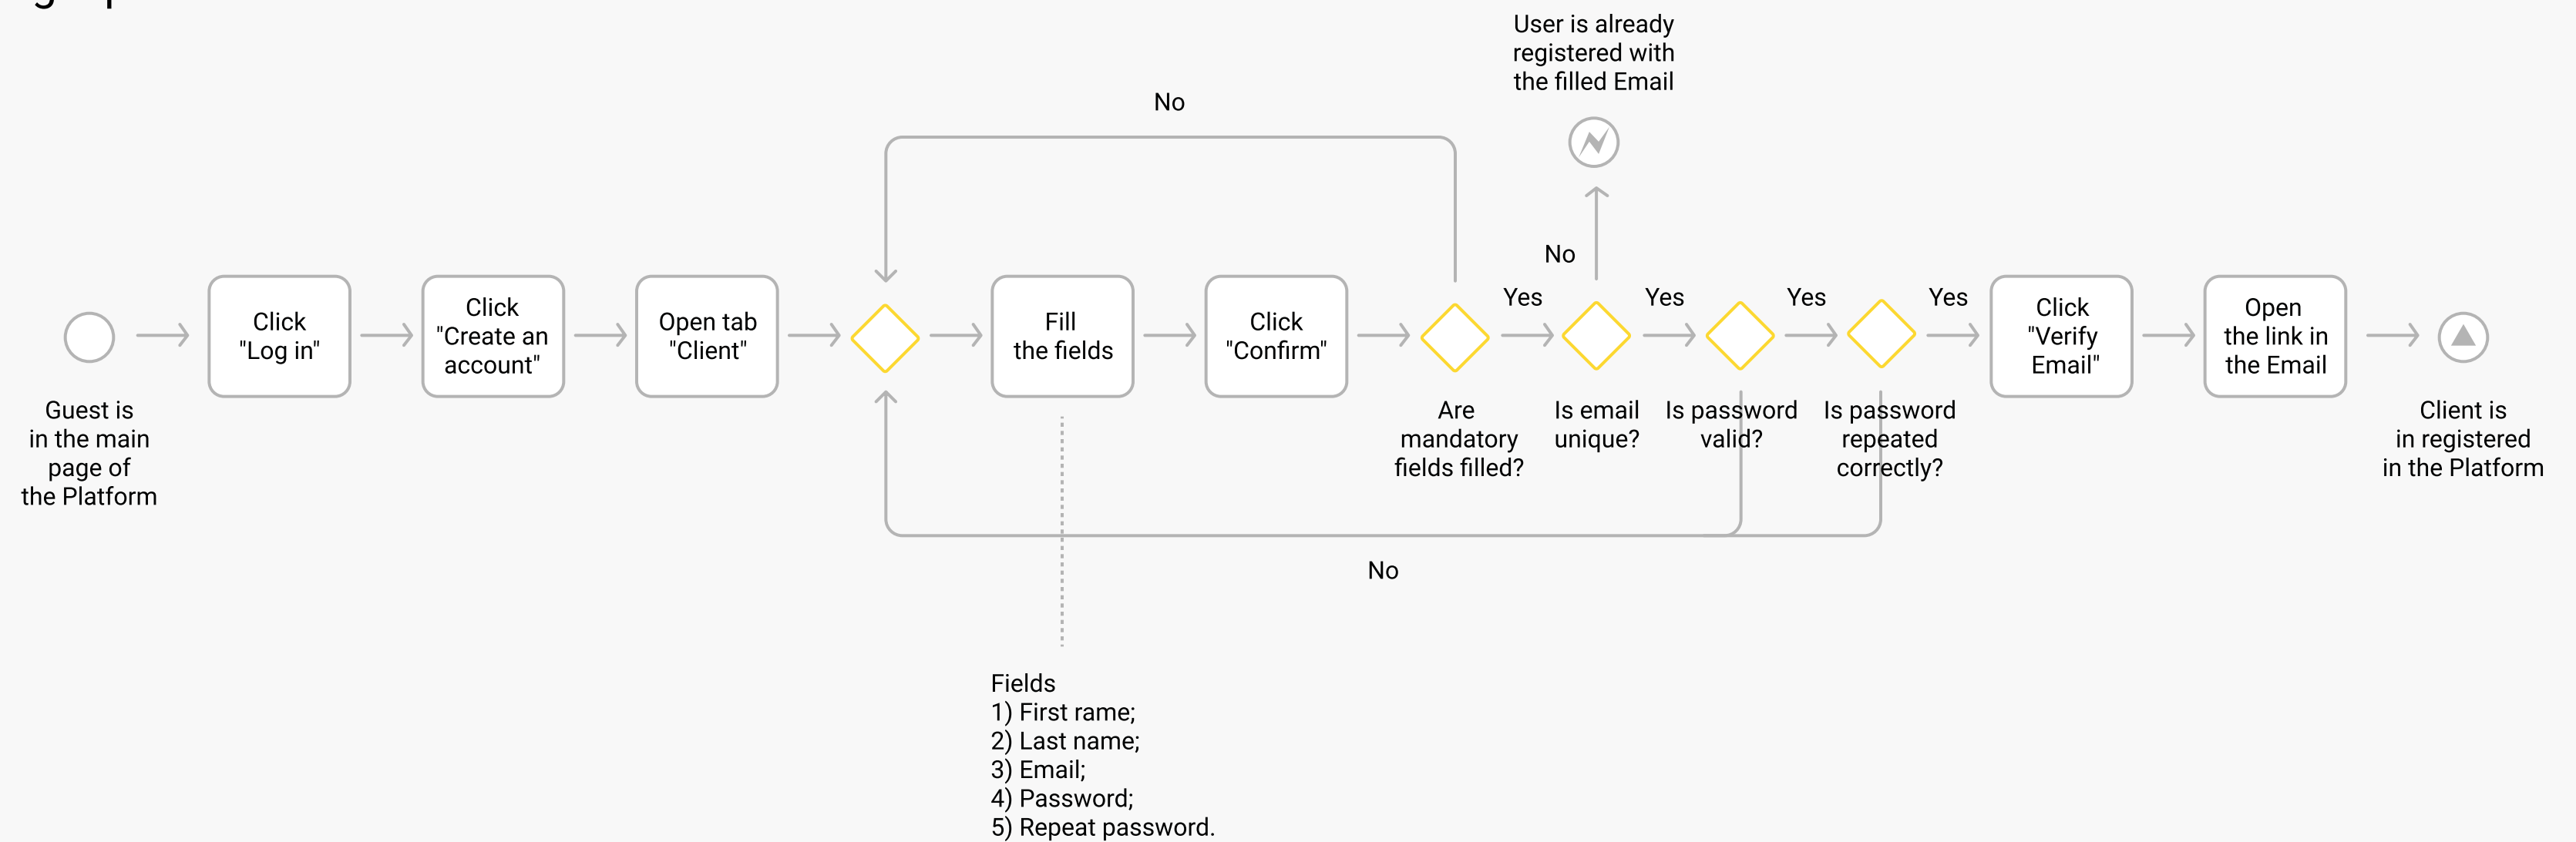 User is already
registered with
the filled Email
No
No
Yes
Yes
Yes
Yes
Click
"Log in"
Click
"Create an
account"
Open tab
"Client"
Fill
the fields
Click
"Confirm"
Click
"Verify
Email"
Open
the link in
the Email
Guest is
in the main
page of
the Platform
Are
mandatory
fields filled?
Is email
unique?
Is password
valid?
Is password
repeated
correctly?
Client is
in registered
in the Platform
No
Fields
1) First rame;
2) Last name;
3) Email;
4) Password;
5) Repeat password.